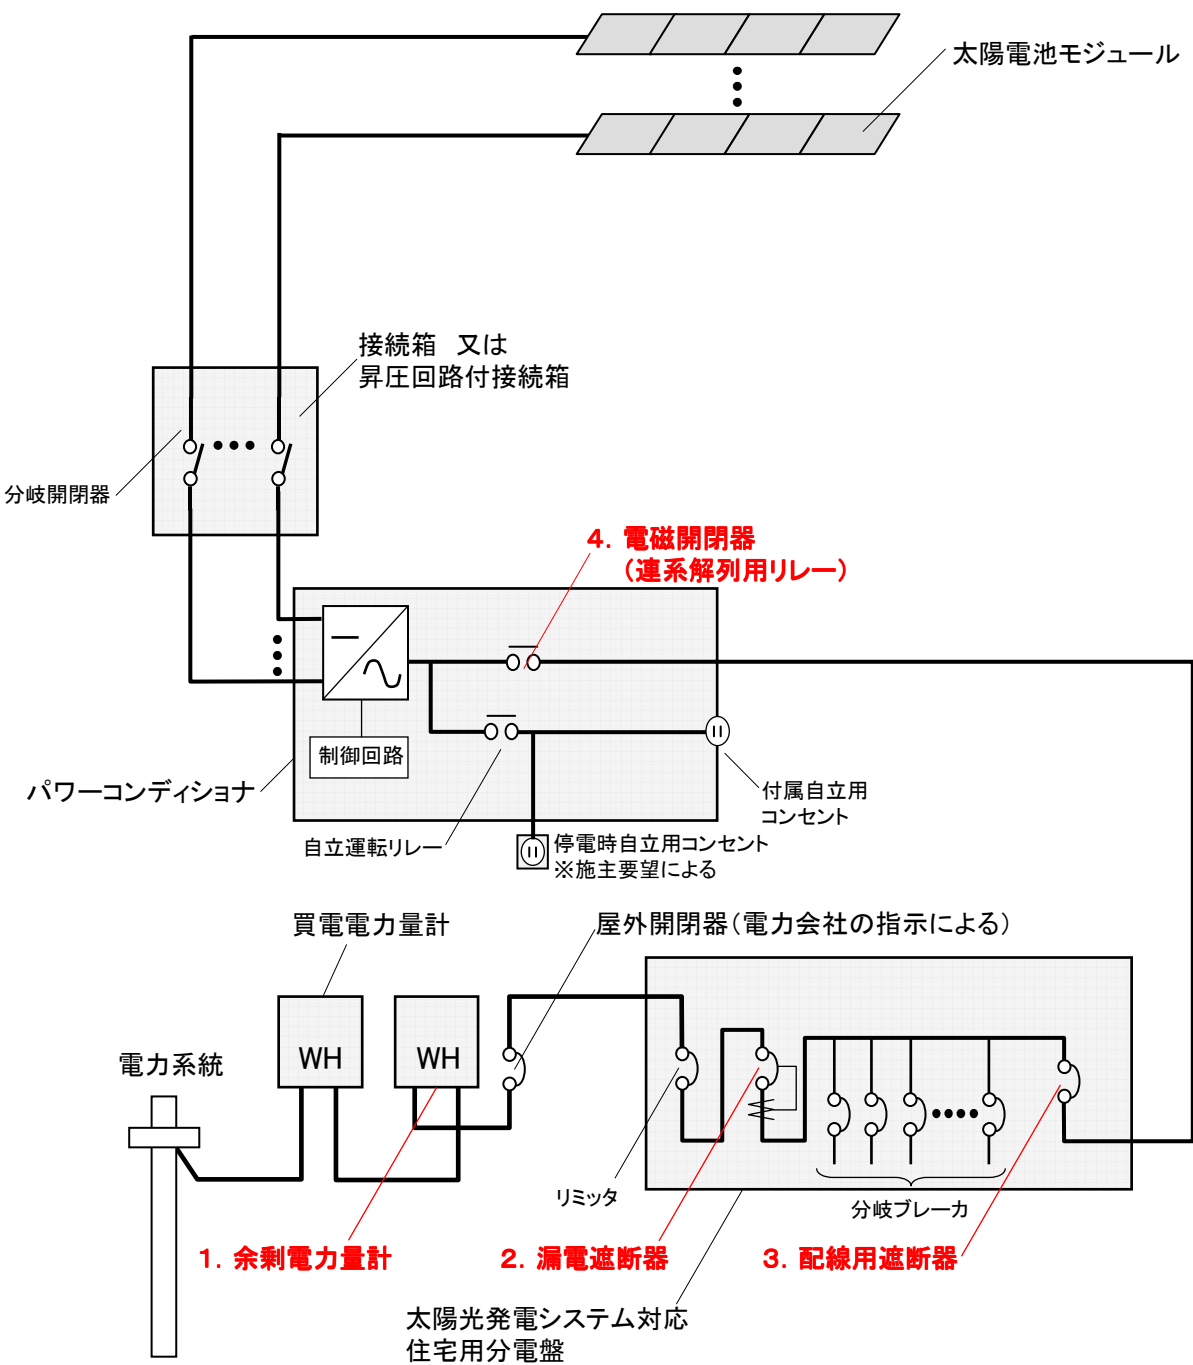 太陽電池モジュール
接続箱　又は
昇圧回路付接続箱
分岐開閉器
4. 電磁開閉器
（連系解列用リレー）
制御回路
パワーコンディショナ
付属自立用
コンセント
自立運転リレー
停電時自立用コンセント
※施主要望による
買電電力量計
屋外開閉器（電力会社の指示による）
WH
WH
電力系統
リミッタ
分岐ブレーカ
1. 余剰電力量計
2. 漏電遮断器
3. 配線用遮断器
太陽光発電システム対応
住宅用分電盤